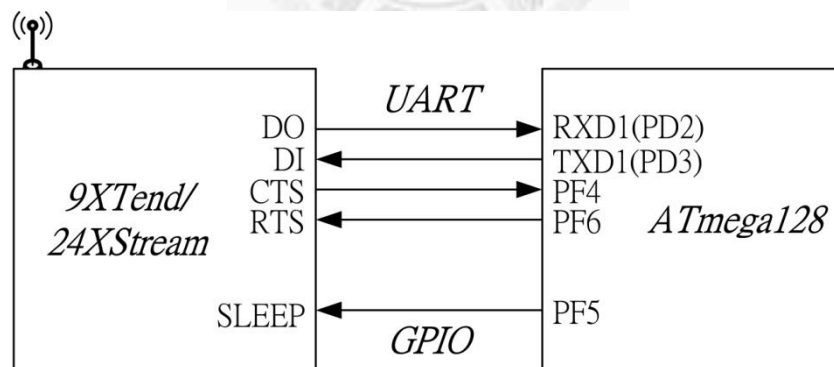 UART
DO
RXD1(PD2)
DI
TXD1(PD3)
9XTend/
24XStream
CTS
PF4
RTS
PF6
ATmega128
SLEEP
PF5
GPIO